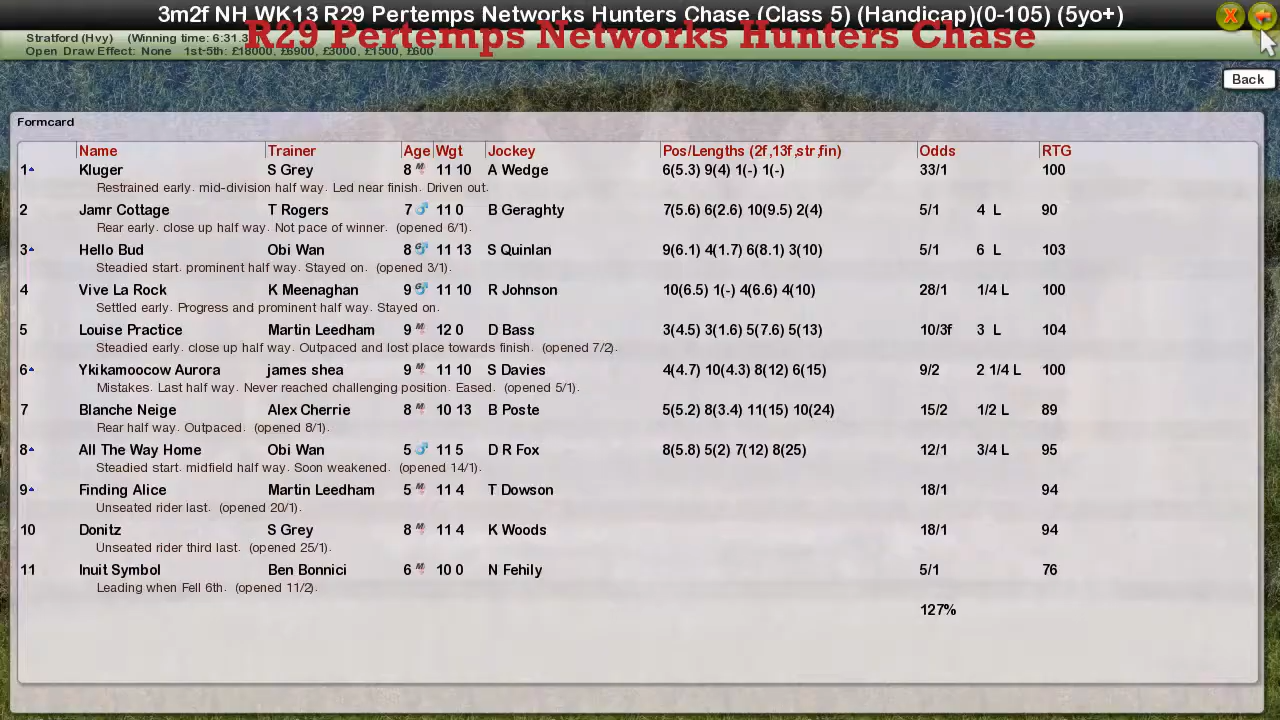 3m2f NH WK13 R29 Pertemps Networks Hunters Chase (Class 5) (Handicap)(0-105) (5yo+)
R29 Pertemps Networks Hunters Chase
Stratford (Hvy) (Winning time: 6:31.3
Open Draw Effect: None 1st-5th: £18000, £6900, £3000, £1500, £600
Back
Formcard
Name Trainer Age Wgt Jockey Pos/Lengths (2f,13f,str,fin) Odds RTG
1 Kluger S Grey 8 11 10 A Wedge 6(5.3) 9(4) 1(-) 1(-) 33/1 100
Restrained early. mid-division half way. Led near finish. Driven out.
2 Jamr Cottage T Rogers 7 11 0 B Geraghty 7(5.6) 6(2.6) 10(9.5) 2(4) 5/1 4 L 90
Rear early. close up half way. Not pace of winner. (opened 6/1).
3 Hello Bud Obi Wan 8 11 13 S Quinlan 9(6.1) 4(1.7) 6(8.1) 3(10) 5/1 6 L 103
Steadied start. prominent half way. Stayed on. (opened 3/1).
4 Vive La Rock K Meenaghan 9 11 10 R Johnson 10(6.5) 1(-) 4(6.6) 4(10) 28/1 1/4 L 100
Settled early. Progress and prominent half way. Stayed on.
5 Louise Practice Martin Leedham 9 12 0 D Bass 3(4.5) 3(1.6) 5(7.6) 5(13) 10/3f 3 L 104
Steadied early. close up half way. Outpaced and lost place towards finish. (opened 7/2).
6 Ykikamoocow Aurora james shea 9 11 10 S Davies 4(4.7) 10(4.3) 8(12) 6(15) 9/2 2 1/4 L 100
Mistakes. Last half way. Never reached challenging position. Eased. (opened 5/1).
7 Blanche Neige Alex Cherrie 8 10 13 B Poste 5(5.2) 8(3.4) 11(15) 10(24) 15/2 1/2 L 89
Rear half way. Outpaced. (opened 8/1).
8 All The Way Home Obi Wan 5 11 5 D R Fox 8(5.8) 5(2) 7(12) 8(25) 12/1 3/4 L 95
Steadied start. midfield half way. Soon weakened. (opened 14/1).
9 Finding Alice Martin Leedham 5 11 4 T Dowson 18/1 94
Unseated rider last. (opened 20/1).
10 Donitz S Grey 8 11 4 K Woods 18/1 94
Unseated rider third last. (opened 25/1).
11 Inuit Symbol Ben Bonnici 6 10 0 N Fehily 5/1 76
Leading when Fell 6th. (opened 11/2).
127%